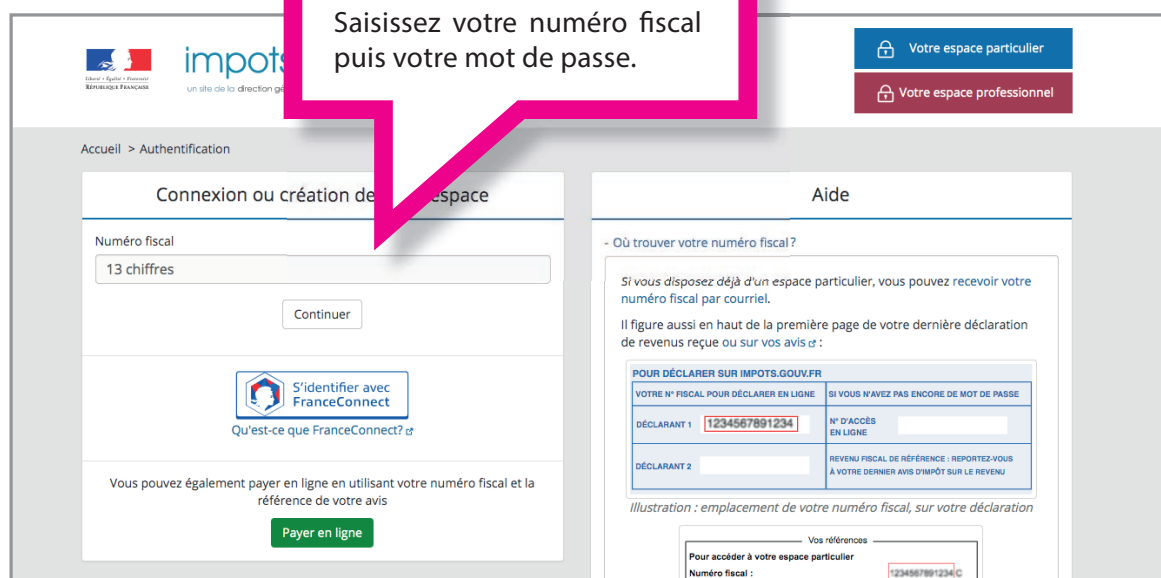 Saisissez votre numéro fiscal
puis votre mot de passe.
Liberté • Égalité • Fraternité
RÉPUBLIQUE FRANÇAISE
impots
un site de la direction gé
Votre espace particulier
Votre espace professionnel
Accueil > Authentification
Connexion ou création de espace
Numéro fiscal
13 chiffres
Continuer
S'identifier avec
FranceConnect
Qu'est-ce que FranceConnect?
Vous pouvez également payer en ligne en utilisant votre numéro fiscal et la
référence de votre avis
Payer en ligne
Aide
- Où trouver votre numéro fiscal ?
Si vous disposez déjà d'un espace particulier, vous pouvez recevoir votre
numéro fiscal par courriel.
Il figure aussi en haut de la première page de votre dernière déclaration
de revenus reçue ou sur vos avis :
POUR DÉCLARER SUR IMPOTS.GOUV.FR
VOTRE N° FISCAL POUR DÉCLARER EN LIGNE
SI VOUS N'AVEZ PAS ENCORE DE MOT DE PASSE
DÉCLARANT 1 1234567891234
N° D'ACCÈS
EN LIGNE
DÉCLARANT 2
REVENU FISCAL DE RÉFÉRENCE : REPORTEZ-VOUS
À VOTRE DERNIER AVIS D'IMPÔT SUR LE REVENU
Illustration : emplacement de votre numéro fiscal, sur votre déclaration
Vos références
Pour accéder à votre espace particulier
Numéro fiscal : 1234567891234 C